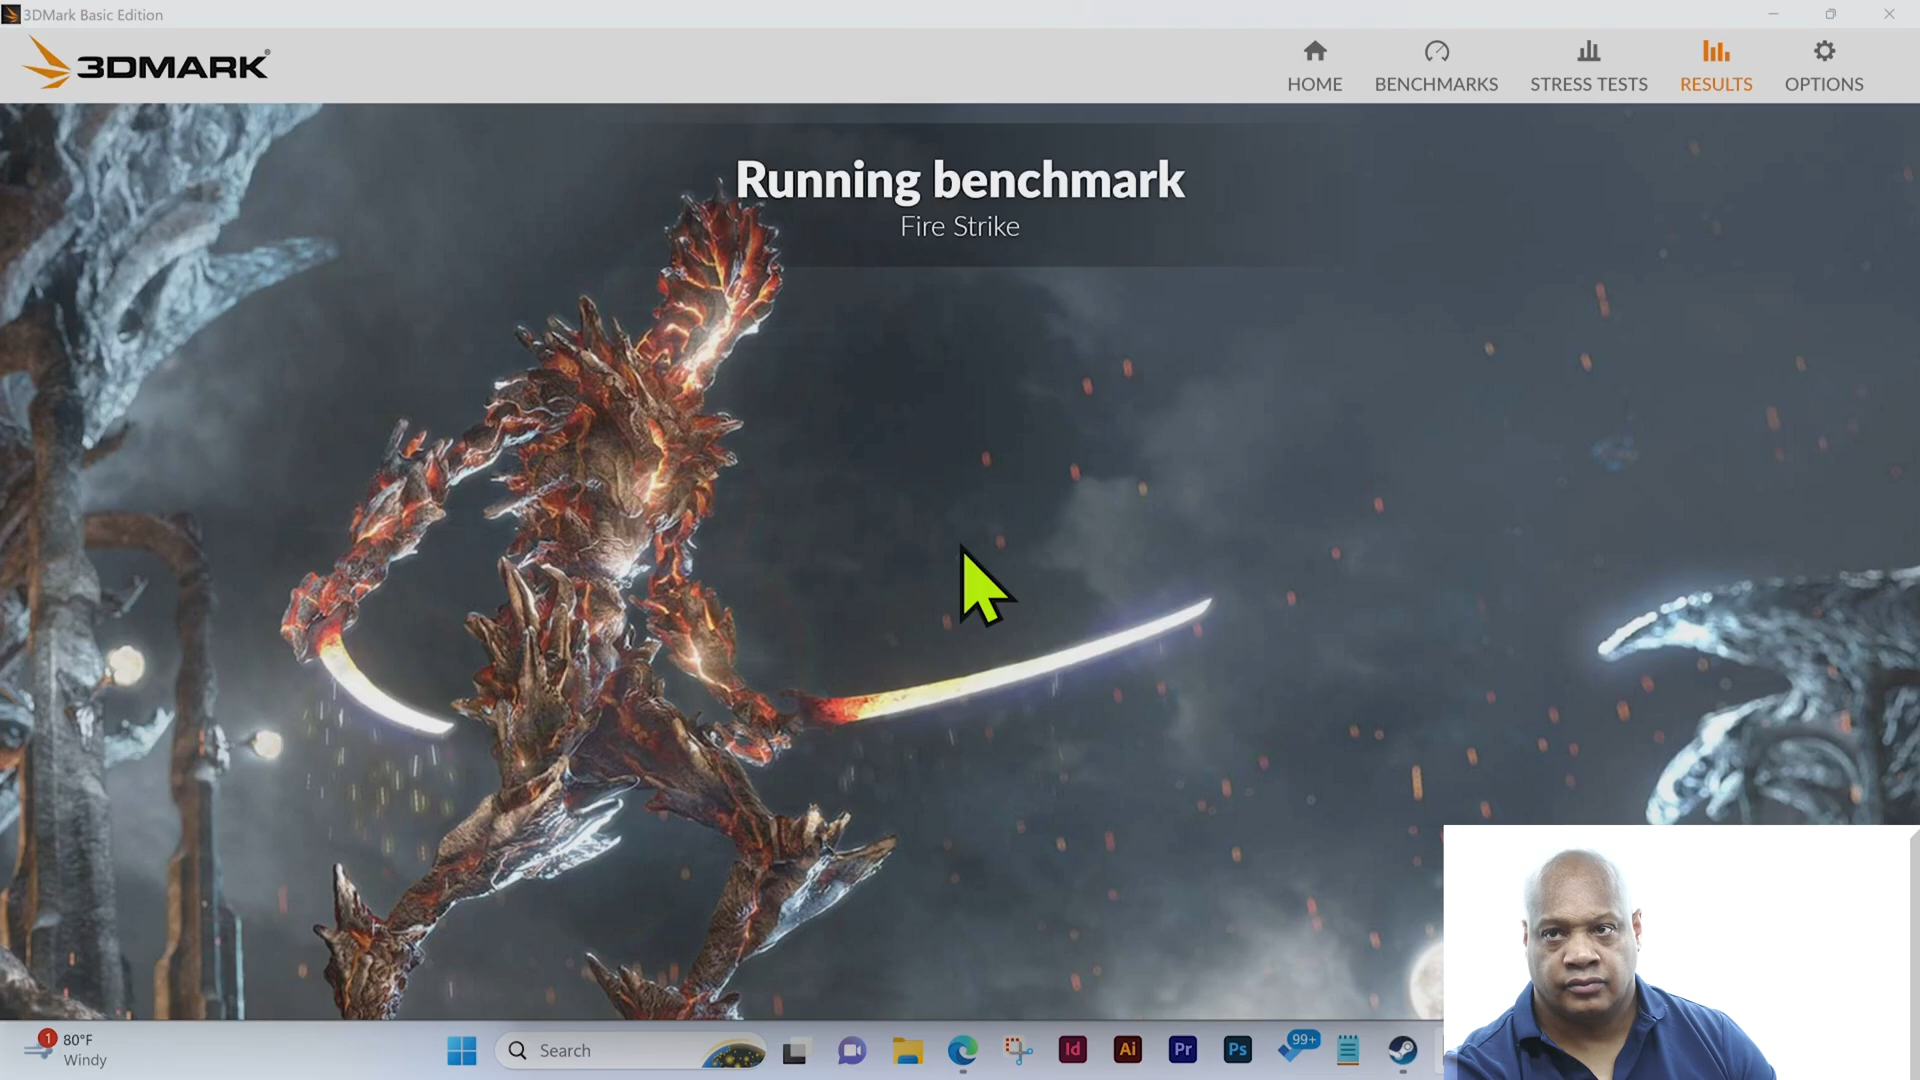 3DMark Basic Edition
3DMARK®
HOME
BENCHMARKS
STRESS TESTS
RESULTS
OPTIONS
Running benchmark
Fire Strike
1
80°F
Windy
Search
Id
Ai
Pr
Ps
99+